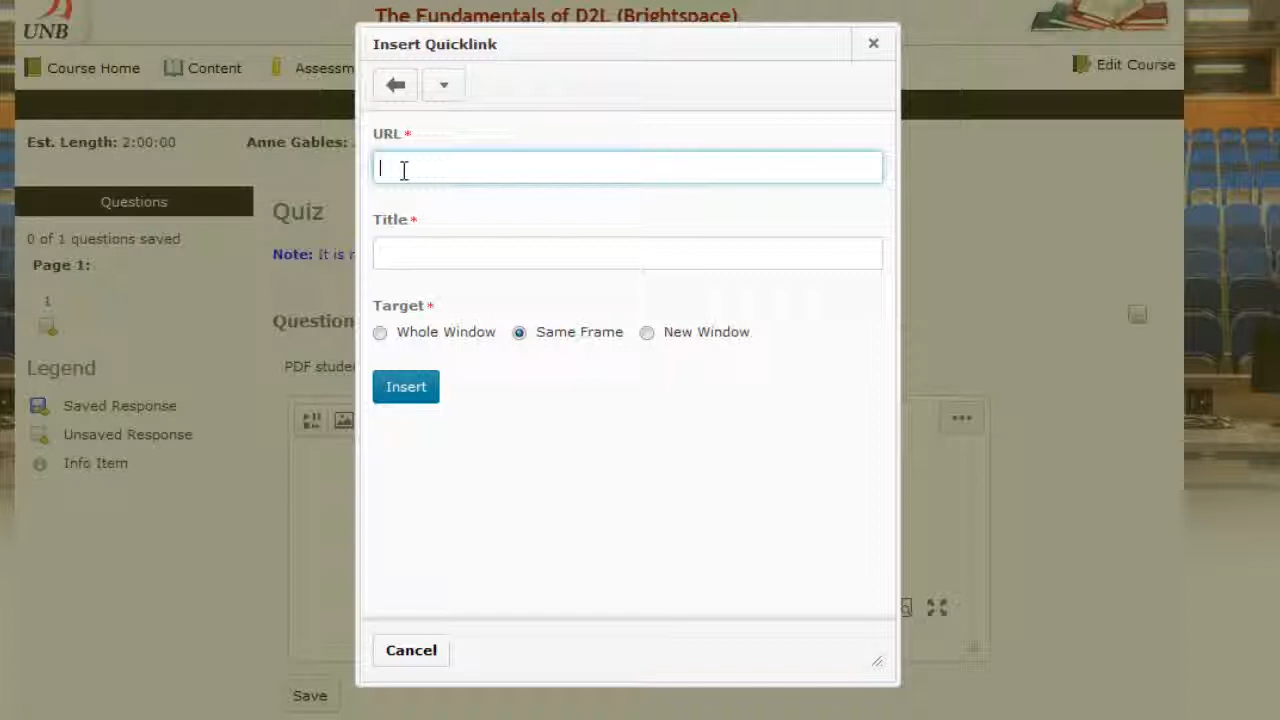 The Fundamentals of D2L (Brightspace)
UNB
Insert Quicklink
Course Home
Content
Assessm
Edit Course
URL*
Est. Length: 2:00:00
Anne Gables:
Questions
Quiz
Title*
0 of 1 questions saved
Note: It is r
Page 1:
1
Target*
Question
Whole Window
Same Frame
New Window
Legend
PDF stude
Insert
Saved Response
Unsaved Response
Info Item
Cancel
Save